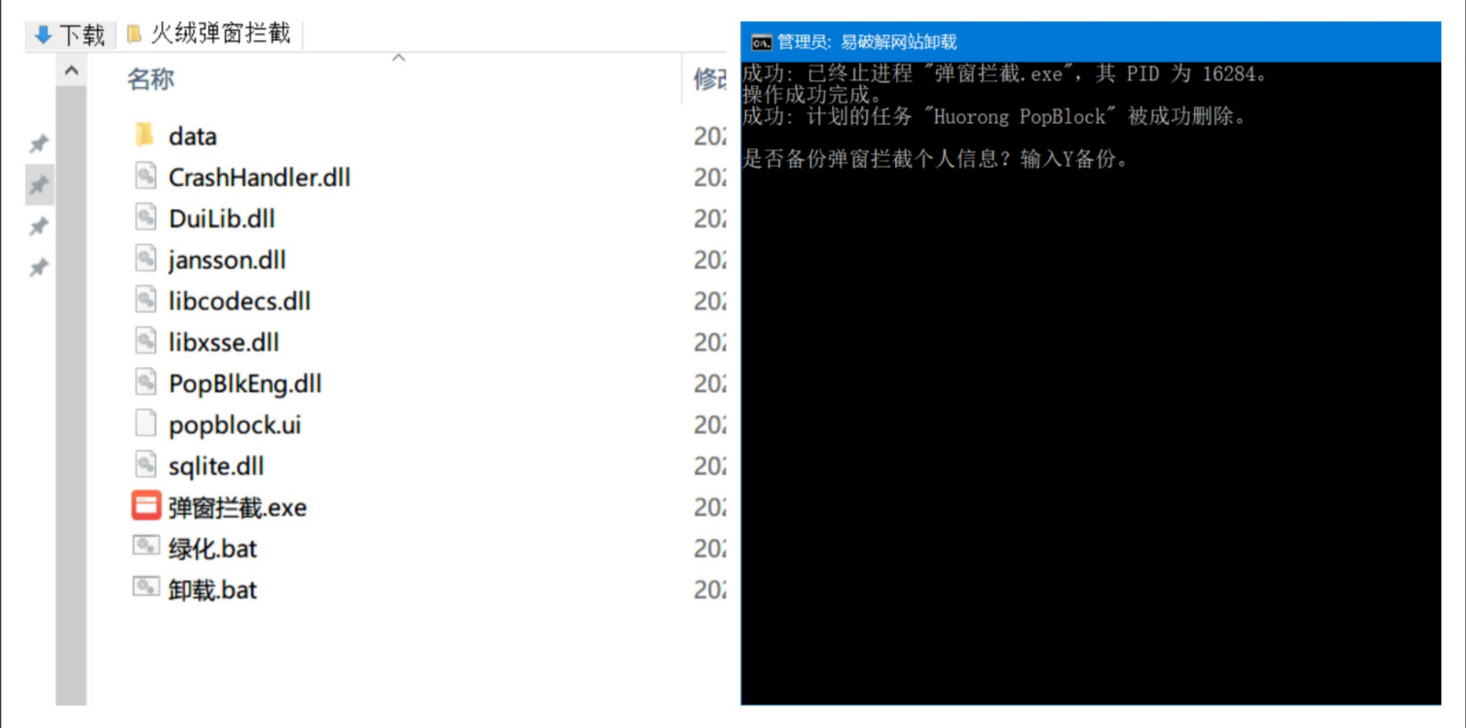 下载 火绒弹窗拦截
名称 修改
data 202
CrashHandler.dll 202
DuiLib.dll 202
jansson.dll 202
libcodecs.dll 202
libxsse.dll 202
PopBlkEng.dll 202
popblock.ui 202
sqlite.dll 202
弹窗拦截.exe 202
绿化.bat 202
卸载.bat 202
管理员: 易破解网站卸载
成功: 已终止进程 "弹窗拦截.exe"，其 PID 为 16284。
操作成功完成。
成功: 计划的任务 "Huorong PopBlock" 被成功删除。
是否备份弹窗拦截个人信息? 输入Y备份。